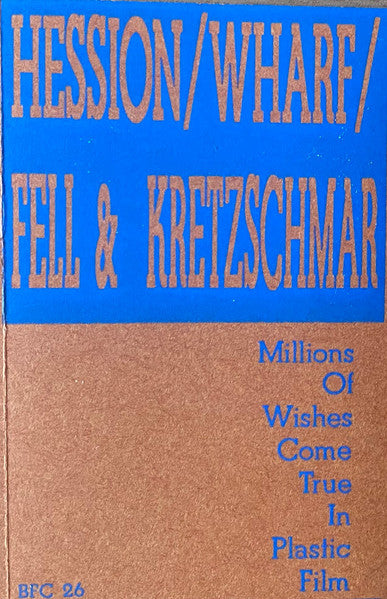 HESSION/WHARF/
FELL & KRETZSCHMAR
Millions
Of
Wishes
Come
True
In
Plastic
Film
BFC 26